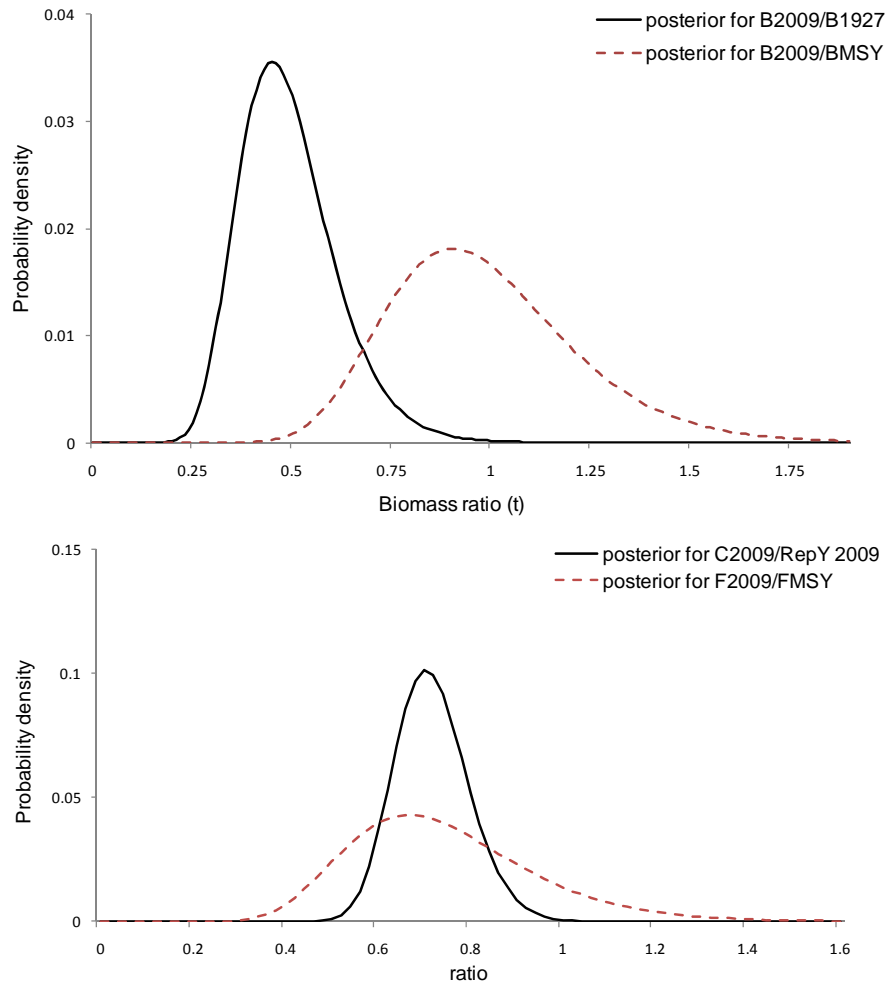 posterior for B2009/B1927
posterior for B2009/BMSY
0.04
0.03
0.02
0.01
0
Probability density
0 0.25 0.5 0.75 1 1.25 1.5 1.75
Biomass ratio (t)
posterior for C2009/RepY 2009
posterior for F2009/FMSY
0.15
0.1
0.05
0
Probability density
0 0.2 0.4 0.6 0.8 1 1.2 1.4 1.6
ratio